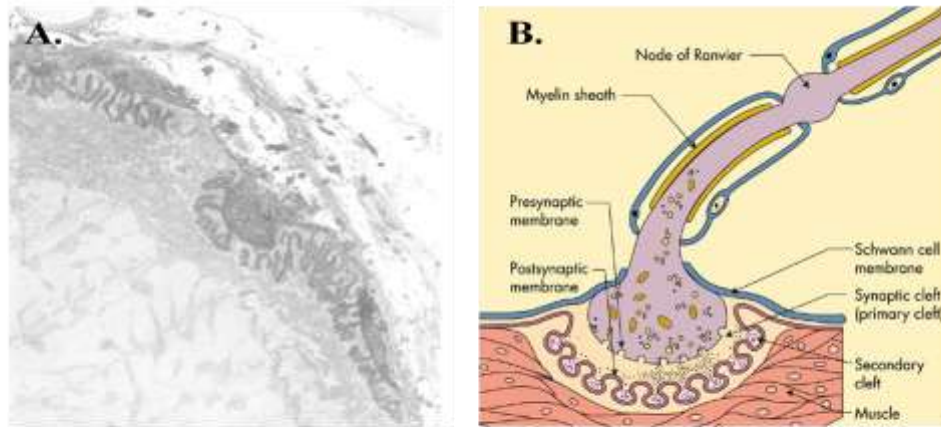 A.
B.
Node of Ranvier
Myelin sheath
Presynaptic
membrane
Postsynaptic
membrane
Schwann cell
membrane
Synaptic cleft
(primary cleft)
Secondary
cleft
Muscle